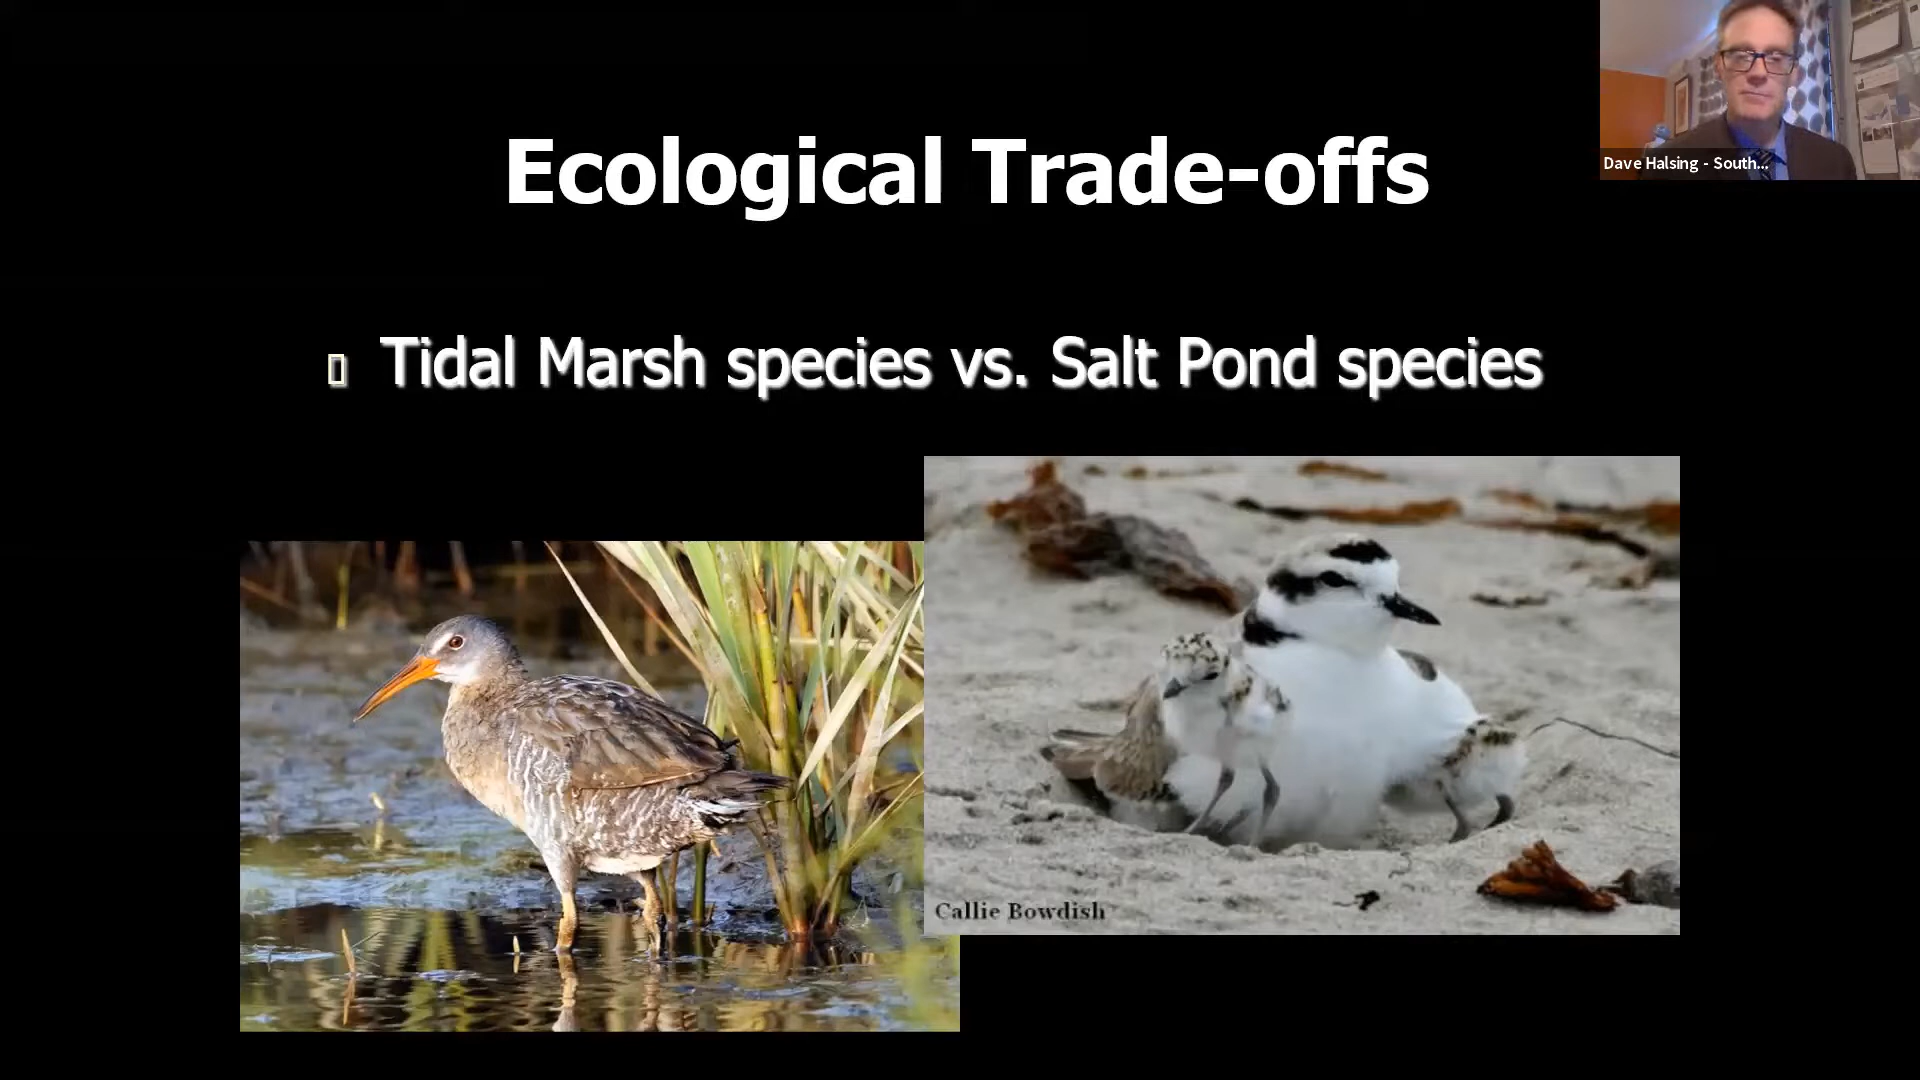 Ecological Trade-offs
Dave Halsing - South...
Tidal Marsh species vs. Salt Pond species
Callie Bowdish